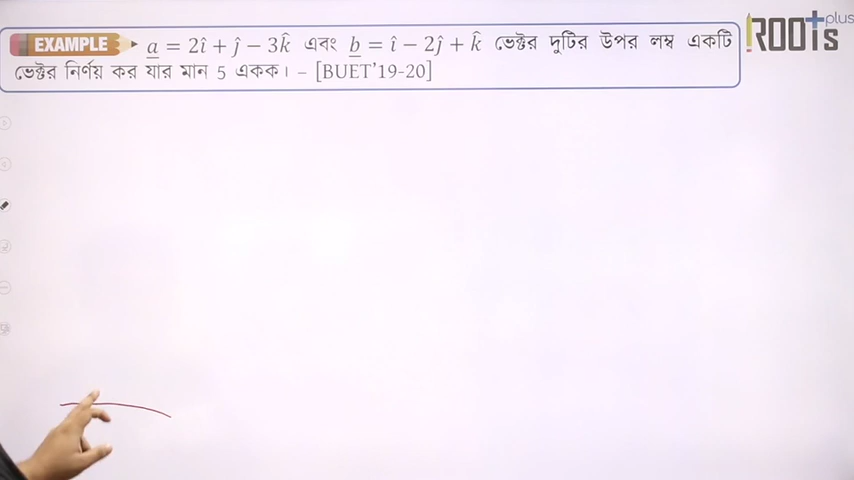 EXAMPLE a = 2î + ĵ − 3k̂ এবং b = î − 2ĵ + k̂ ভেক্টর দুটির উপর লম্ব একটি
ভেক্টর নির্ণয় কর যার মান 5 একক। – [BUET'19-20]
ROOTs plus